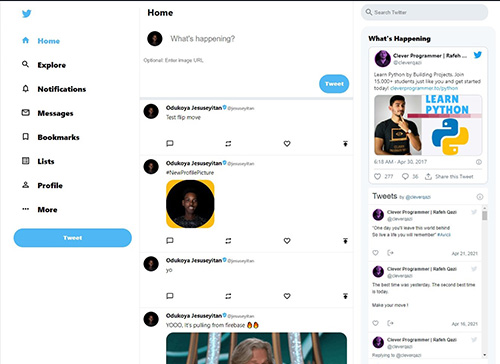 Home
Explore
Notifications
Messages
Bookmarks
Lists
Profile
More
Tweet
Home
What's happening?
Optional: Enter image URL
Tweet
Odukoya Jesuseyitan @jesuseyitan
Test flip move
Odukoya Jesuseyitan @jesuseyitan
#NewProfilePicture
Odukoya Jesuseyitan @jesuseyitan
yo
Odukoya Jesuseyitan @jesuseyitan
YOOO, it's pulling from firebase 🔥🔥
Search Twitter
What's Happening
Clever Programmer | Rafeh
@cleverqazi
Learn Python by Building Projects. Join
15,000+ students just like you and get started
today! cleverprogrammer.to/python
LEARN
PYTHON
6:18 AM · Apr 30, 2017
277
36
Share this Tweet
Tweets by @cleverqazi
Clever Programmer | Rafeh Qazi
@cleverqazi
"One day you'll leave this world behind
So live a life you will remember" #Avicii
Apr 21, 2021
Clever Programmer | Rafeh Qazi
@cleverqazi
The best time was yesterday. The second best time
is today.
Make your move !
Apr 16, 2021
Clever Programmer | Rafeh Qazi
@cleverqazi
Replying to @cleverqazi